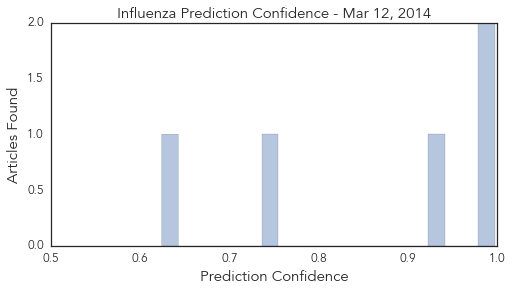 Influenza Prediction Confidence - Mar 12, 2014
2.0
1.5
1.0
0.5
0.0
Articles Found
0.5 0.6 0.7 0.8 0.9 1.0
Prediction Confidence